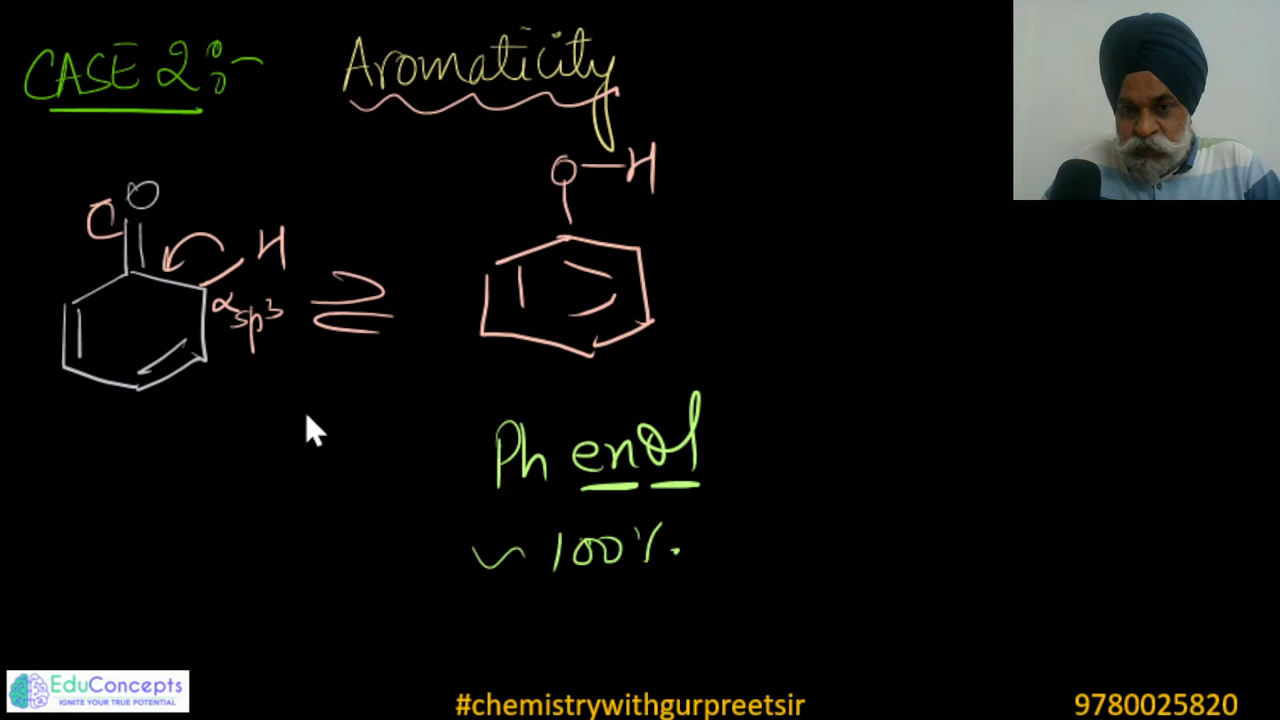 CASE 2:-
Aromaticity
O
H
α sp³
O-H
Phenol
~ 100%.
EduConcepts
IGNITE YOUR TRUE POTENTIAL
#chemistrywithgurpreetsir
9780025820